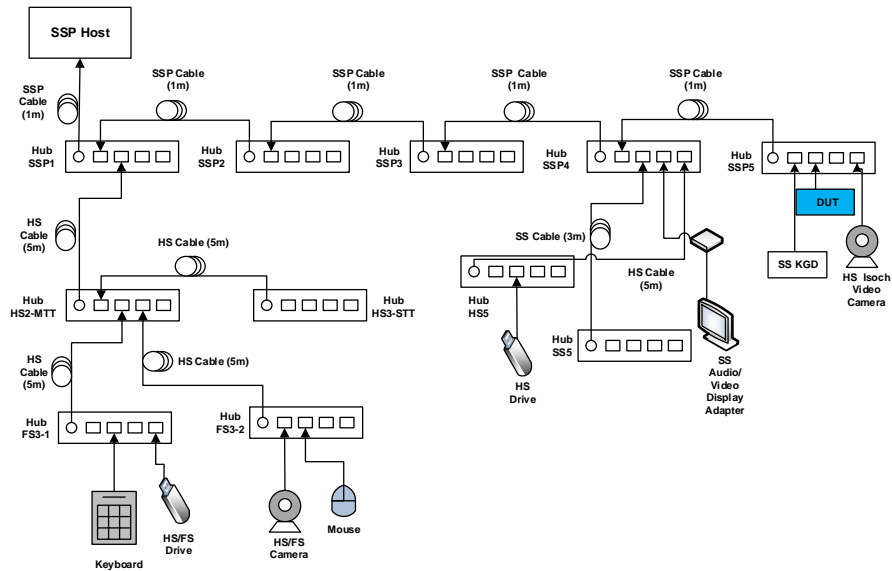 SSP Host
SSP
Cable
(1m)
SSP Cable
(1m)
SSP Cable
(1m)
SSP Cable
(1m)
SSP Cable
(1m)
Hub
SSP1
Hub
SSP2
Hub
SSP3
Hub
SSP4
Hub
SSP5
DUT
SS KGD
HS Isoch
Video
Camera
HS
Cable
(5m)
HS Cable (5m)
SS Cable (3m)
HS Cable
(5m)
Hub
HS2-MTT
Hub
HS3-STT
Hub
HS5
Hub
SS5
HS
Drive
SS
Audio/
Video
Display
Adapter
HS
Cable
(5m)
HS Cable (5m)
Hub
FS3-1
Hub
FS3-2
Keyboard
HS/FS
Drive
HS/FS
Camera
Mouse